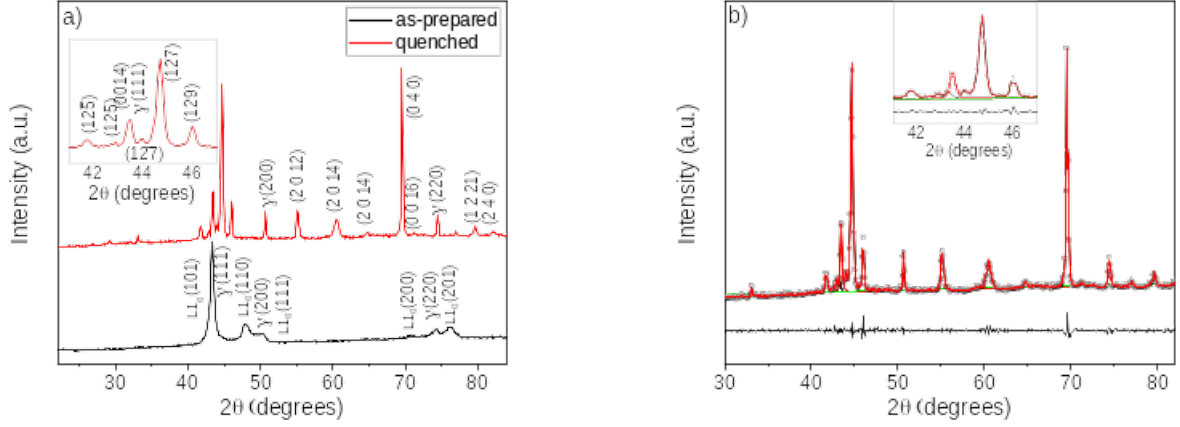 a)
as-prepared
quenched
(125)
(125)
(0014)
γ (111)
(127)
(127)
(129)
42 44 46
2θ (degrees)
γ (200)
(2 0 12)
(2 0 14)
(2 0 14)
(0 4 0)
(0 0 16)
γ (220)
(1 2 21)
(2 4 0)
L1₀ (101)
γ (111)
L1₀ (110)
γ (200)
L1₀ (111)
L1₀ (200)
γ (220)
L1₀ (201)
Intensity (a.u.)
30 40 50 60 70 80
2θ (degrees)
b)
42 44 46
2θ (degrees)
Intensity (a.u.)
30 40 50 60 70 80
2θ (degrees)